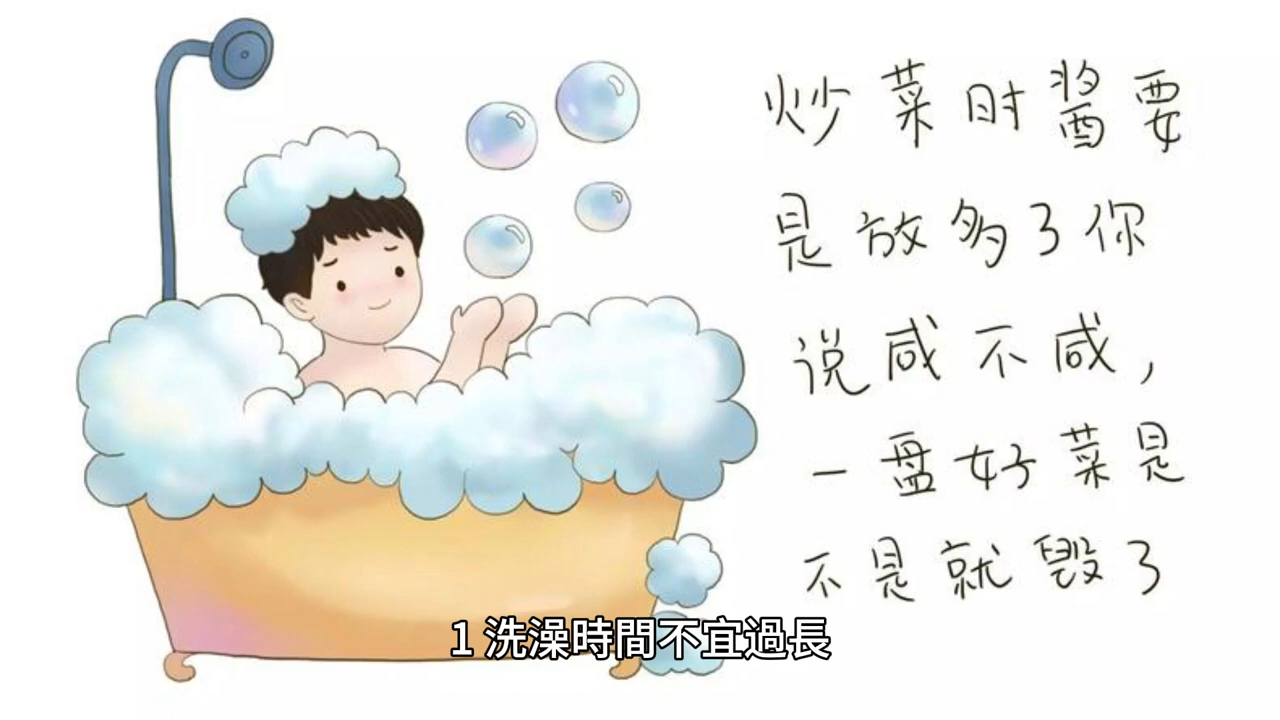 炒菜时酱要
是放多了你
说咸不咸，
一盘好菜是
不是就毁了
1 洗澡時間不宜過長